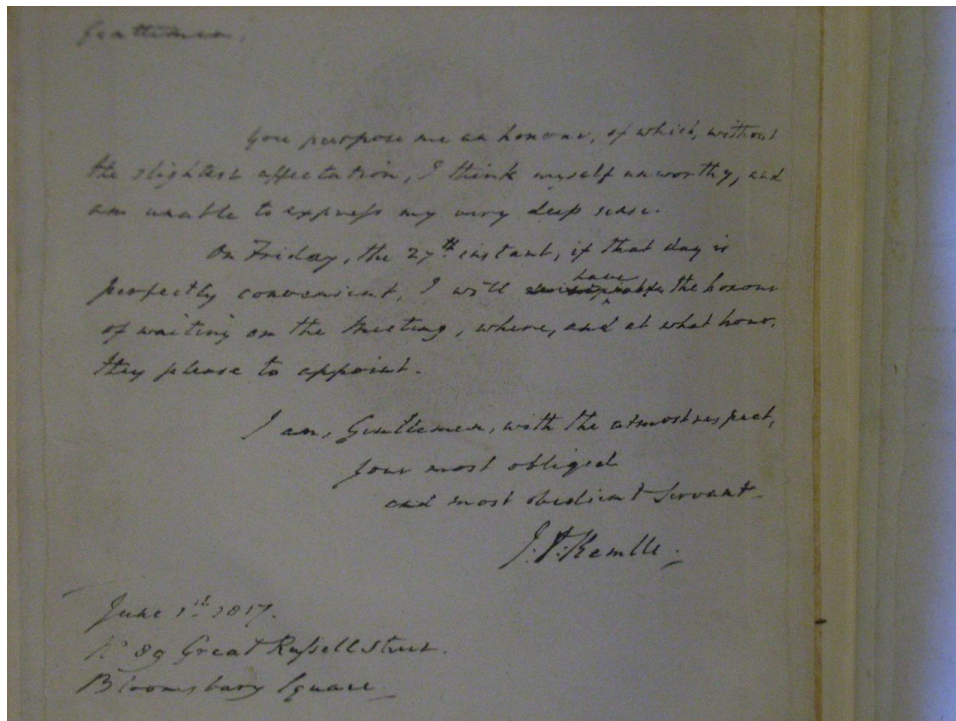 Gentlemen,
You purpose me an honour, of which, without
the slightest affectation, I think myself unworthy, and
am unable to express my very deep sense.
On Friday, the 27th instant, if that day is
perfectly convenient, I will have the honour
of waiting on the Meeting, where, and at what hour,
they please to appoint.
I am, Gentlemen, with the utmost respect,
your most obliged
and most obedient Servant
J. P. Kemble.
June 1st 1817.
No 89 Great Russell Street.
Bloomsbury Square